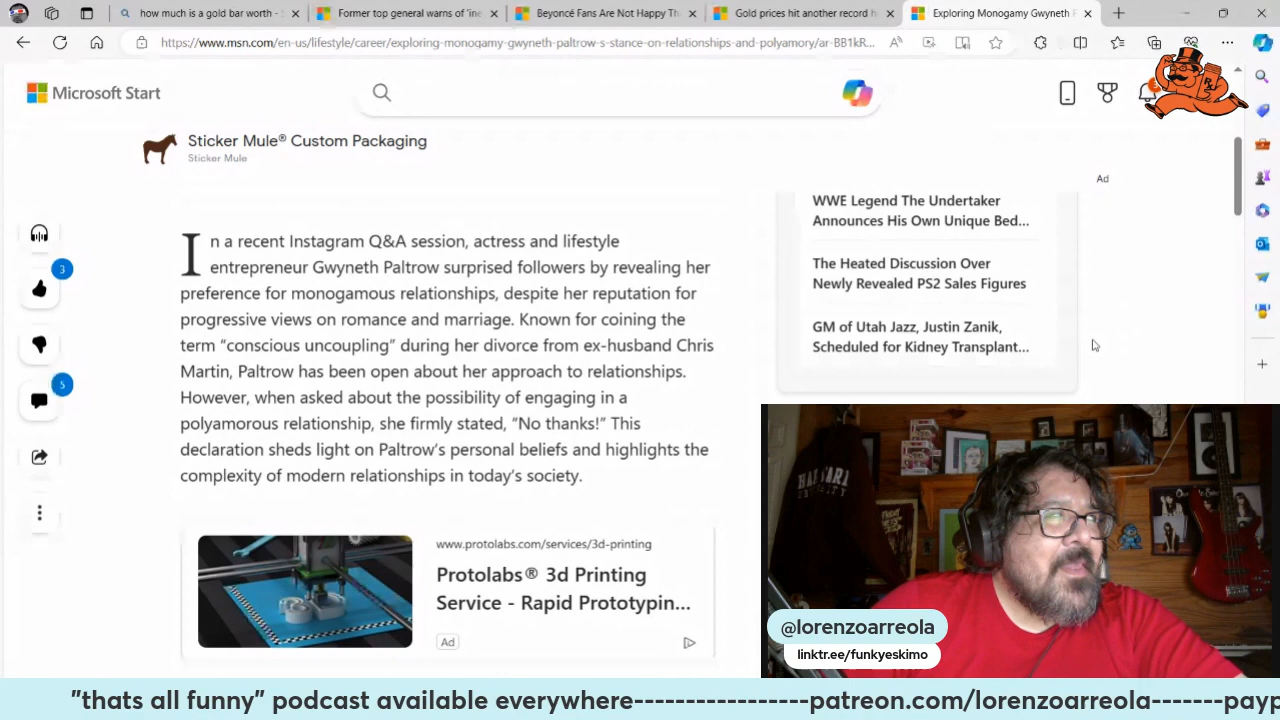 how much is a gold bar worth -
Former top general warns of 'ine
Beyoncé Fans Are Not Happy Th
Gold prices hit another record h
Exploring Monogamy Gwyneth
https://www.msn.com/en-us/lifestyle/career/exploring-monogamy-gwyneth-paltrow-s-stance-on-relationships-and-polyamory/ar-BB1kR...
Microsoft Start
Sticker Mule® Custom Packaging
Sticker Mule
Ad
In a recent Instagram Q&A session, actress and lifestyle
entrepreneur Gwyneth Paltrow surprised followers by revealing her
preference for monogamous relationships, despite her reputation for
progressive views on romance and marriage. Known for coining the
term “conscious uncoupling” during her divorce from ex-husband Chris
Martin, Paltrow has been open about her approach to relationships.
However, when asked about the possibility of engaging in a
polyamorous relationship, she firmly stated, “No thanks!” This
declaration sheds light on Paltrow’s personal beliefs and highlights the
complexity of modern relationships in today’s society.
3
5
WWE Legend The Undertaker
Announces His Own Unique Bed...
The Heated Discussion Over
Newly Revealed PS2 Sales Figures
GM of Utah Jazz, Justin Zanik,
Scheduled for Kidney Transplant...
www.protolabs.com/services/3d-printing
Protolabs® 3d Printing
Service - Rapid Prototypin...
Ad
@lorenzoarreola
linktr.ee/funkyeskimo
"thats all funny" podcast available everywhere-----------------patreon.com/lorenzoarreola-------payp